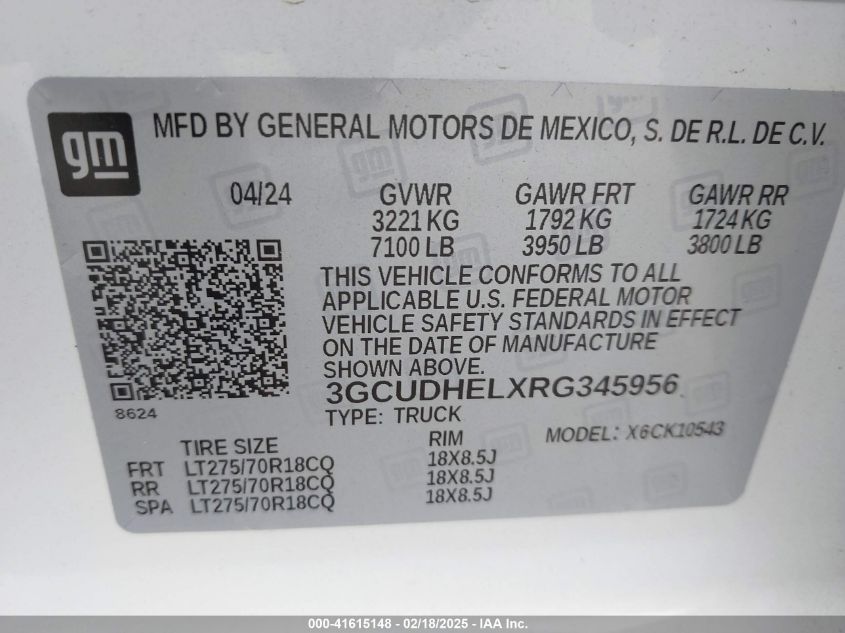 gm
MFD BY GENERAL MOTORS DE MEXICO, S. DE R.L. DE C.V.
04/24 GVWR GAWR FRT GAWR RR
3221 KG 1792 KG 1724 KG
7100 LB 3950 LB 3800 LB
THIS VEHICLE CONFORMS TO ALL
APPLICABLE U.S. FEDERAL MOTOR
VEHICLE SAFETY STANDARDS IN EFFECT
ON THE DATE OF MANUFACTURE
SHOWN ABOVE.
3GCUDHELXRG345956
8624
TYPE: TRUCK
MODEL: X6CK10543
TIRE SIZE RIM
FRT LT275/70R18CQ 18X8.5J
RR LT275/70R18CQ 18X8.5J
SPA LT275/70R18CQ 18X8.5J
000-41615148 - 02/18/2025 - IAA Inc.